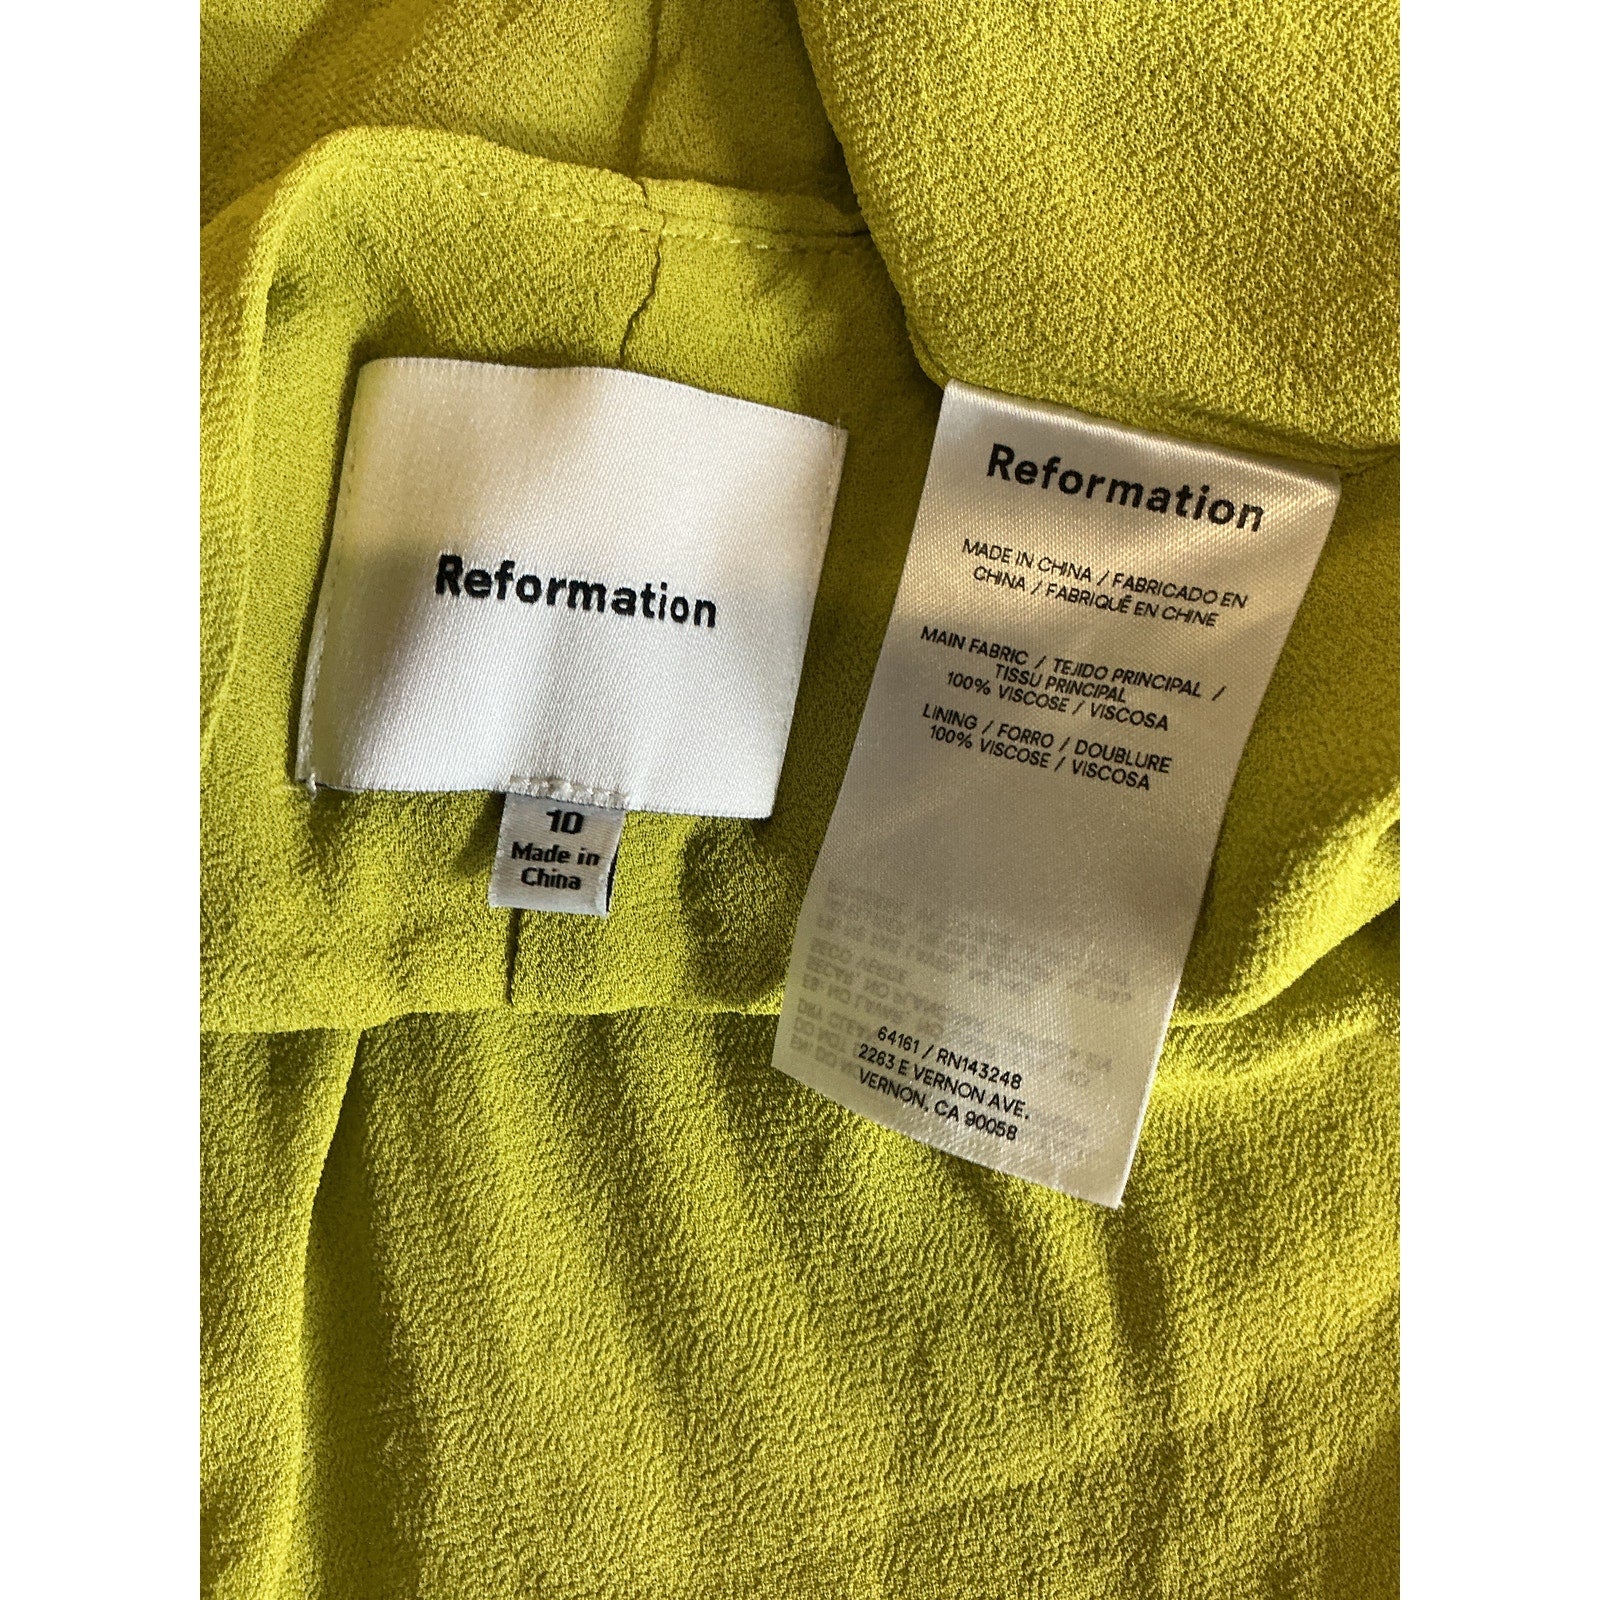 Reformation
10
Made in
China
Reformation
MADE IN CHINA / FABRICADO EN
CHINA / FABRIQUÉ EN CHINE
MAIN FABRIC / TEJIDO PRINCIPAL /
TISSU PRINCIPAL
100% VISCOSE / VISCOSA
LINING / FORRO / DOUBLURE
100% VISCOSE / VISCOSA
64161 / RN143248
2263 E VERNON AVE.
VERNON, CA 90058